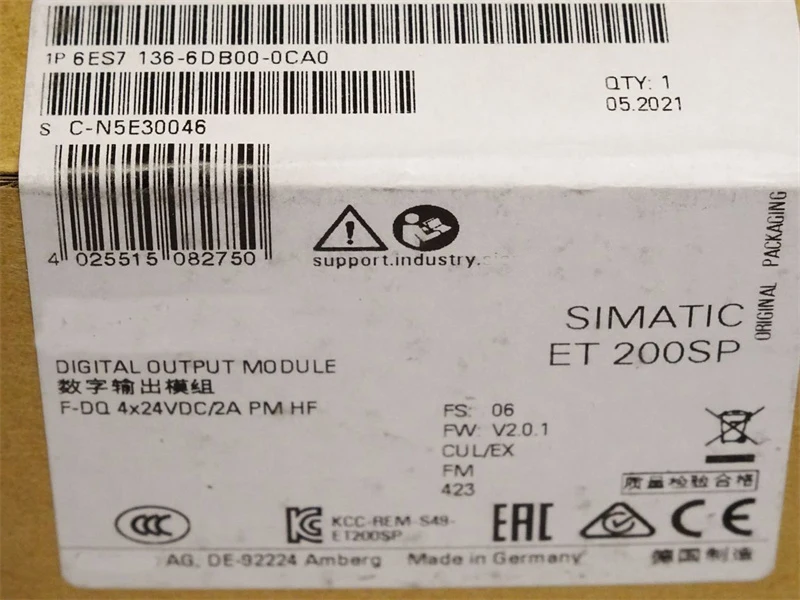 1P 6ES7 136-6DB00-0CA0
QTY: 1
05.2021
S C-N5E30046
4 025515 082750
support.industry.
ORIGINAL PACKAGING
SIMATIC
ET 200SP
DIGITAL OUTPUT MODULE
数字输出模组
F-DQ 4x24VDC/2A PM HF
FS: 06
FW: V2.0.1
CUL/EX
FM
423
质量检验合格
CCC
KCC-REM-S49-
ET200SP
EAC
CE
AG, DE-92224 Amberg Made in Germany 德国制造